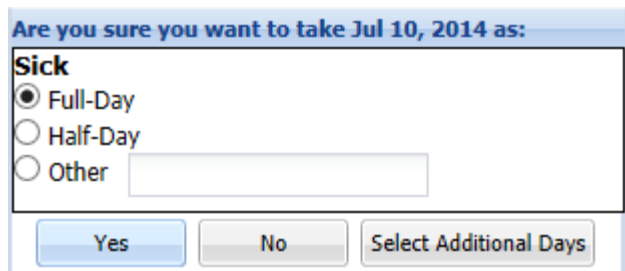 Are you sure you want to take Jul 10, 2014 as:
Sick
Full-Day
Half-Day
Other
Yes No Select Additional Days